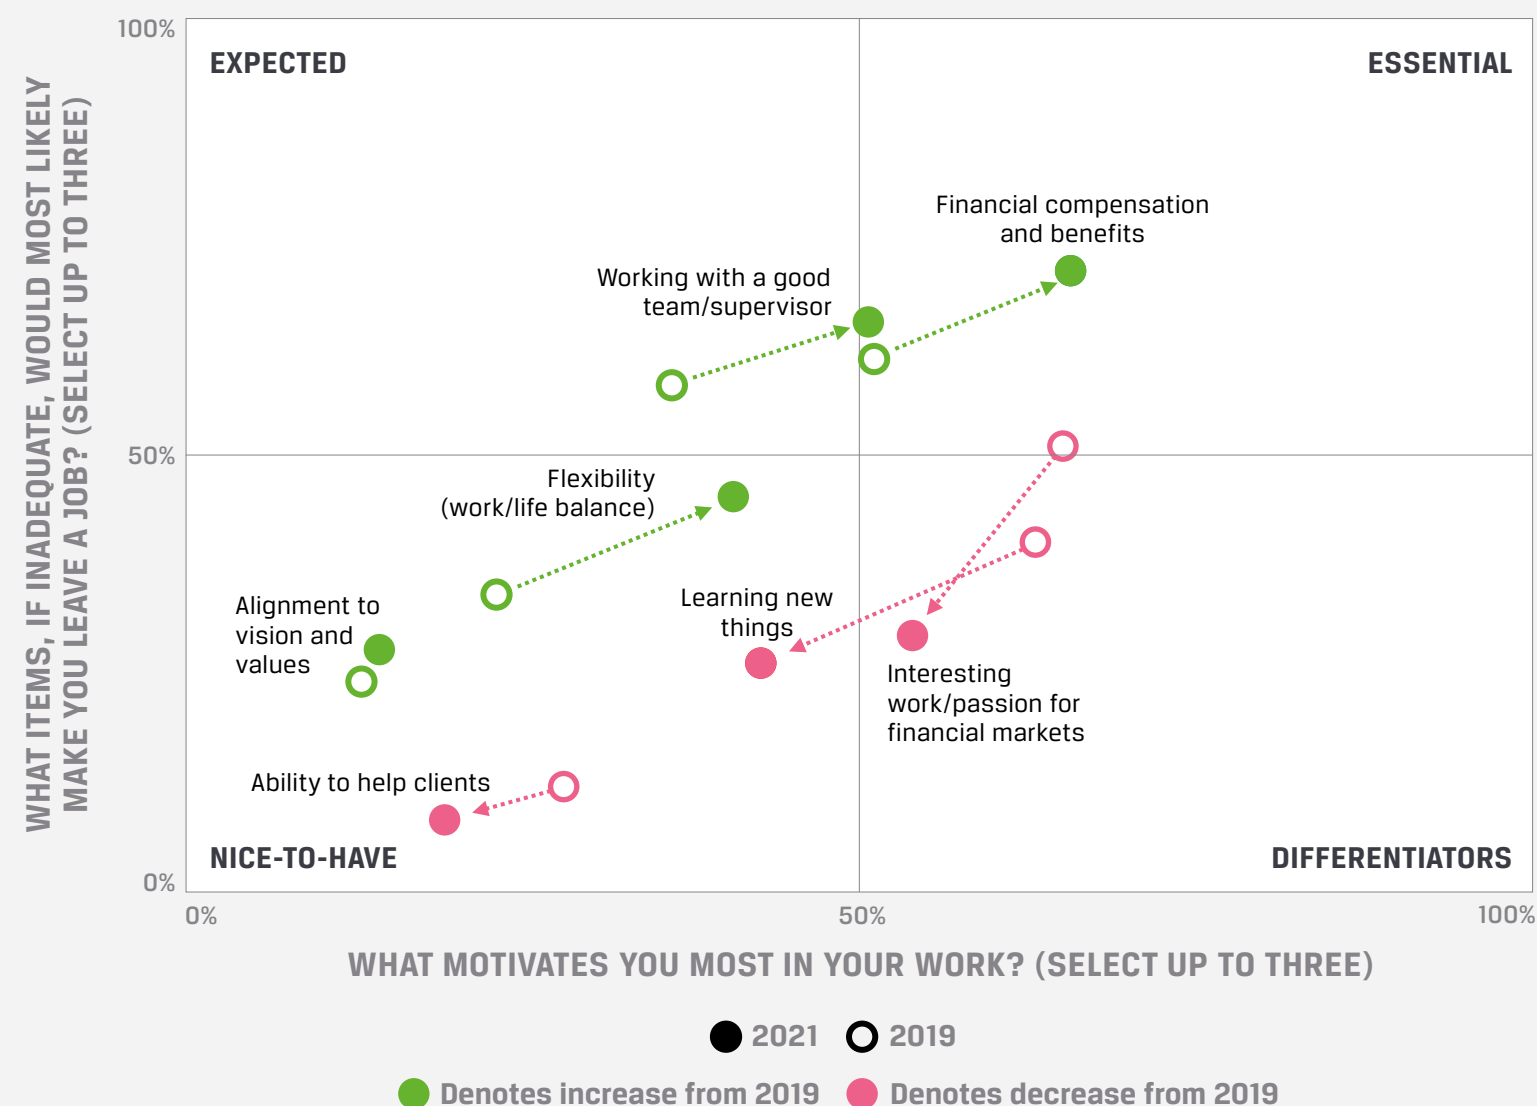 WHAT ITEMS, IF INADEQUATE, WOULD MOST LIKELY
MAKE YOU LEAVE A JOB? (SELECT UP TO THREE)
100%
EXPECTED
ESSENTIAL
Financial compensation
and benefits
Working with a good
team/supervisor
50%
Flexibility
(work/life balance)
Learning new
things
Alignment to
vision and
values
Interesting
work/passion for
financial markets
Ability to help clients
NICE-TO-HAVE
DIFFERENTIATORS
0%
0%
50%
100%
WHAT MOTIVATES YOU MOST IN YOUR WORK? (SELECT UP TO THREE)
2021
2019
Denotes increase from 2019
Denotes decrease from 2019